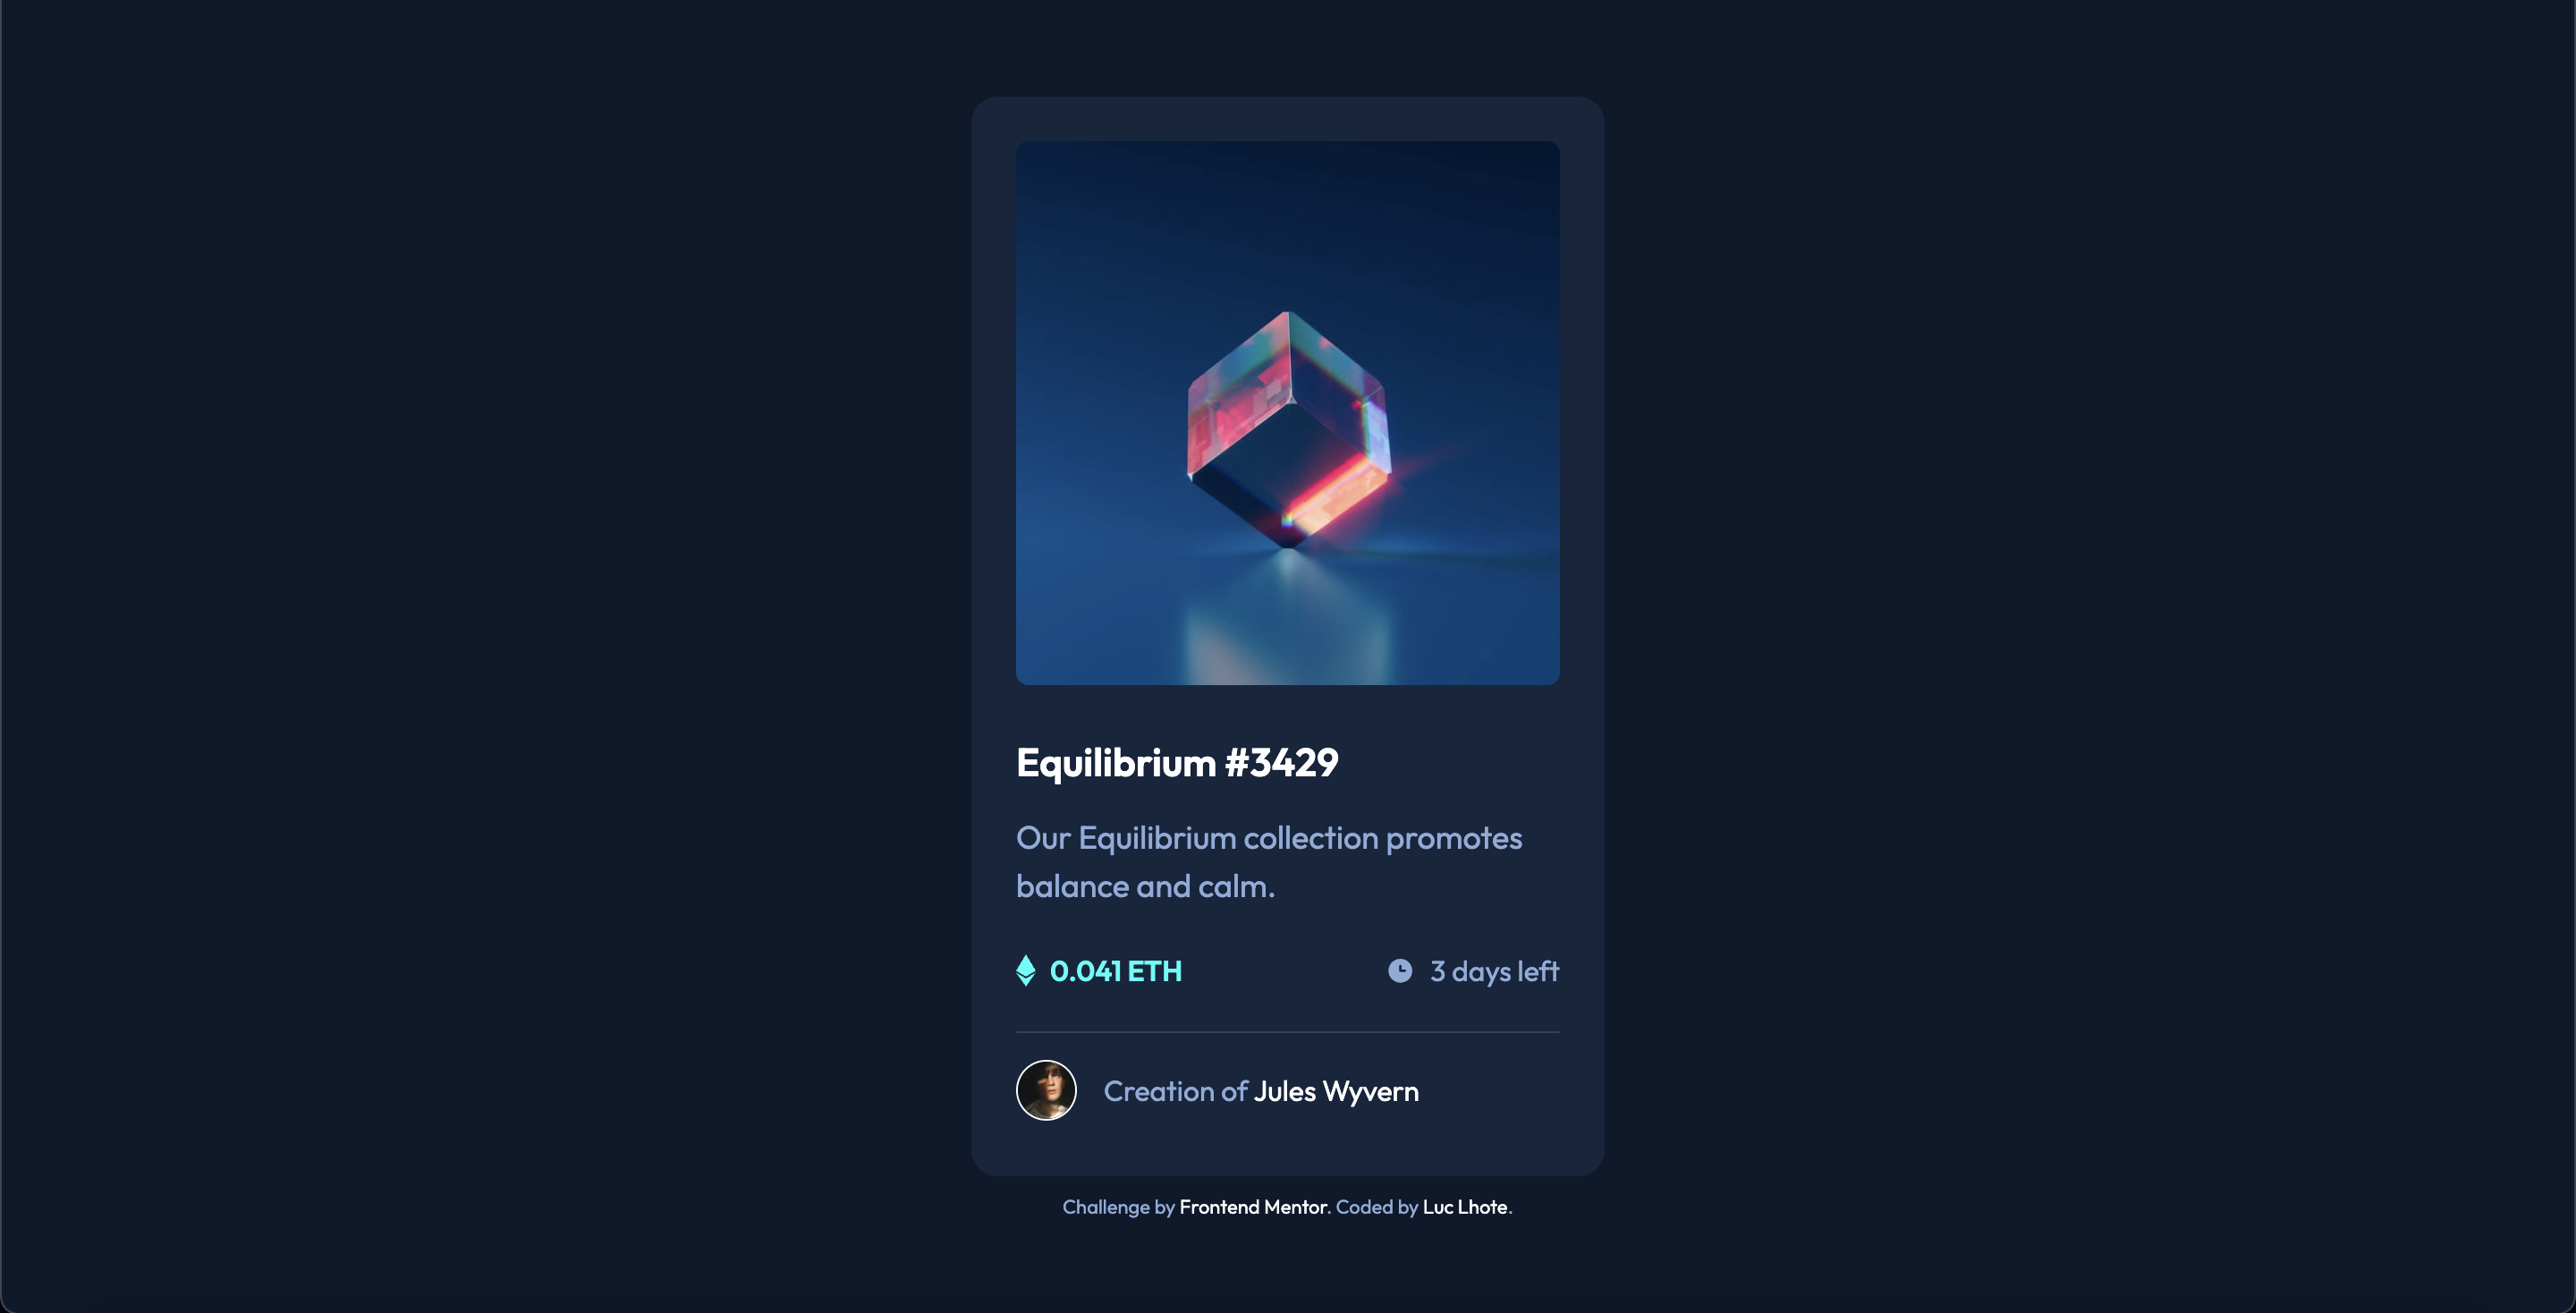 Equilibrium #3429
Our Equilibrium collection promotes
balance and calm.
0.041 ETH
3 days left
Creation of Jules Wyvern
Challenge by Frontend Mentor. Coded by Luc Lhote.